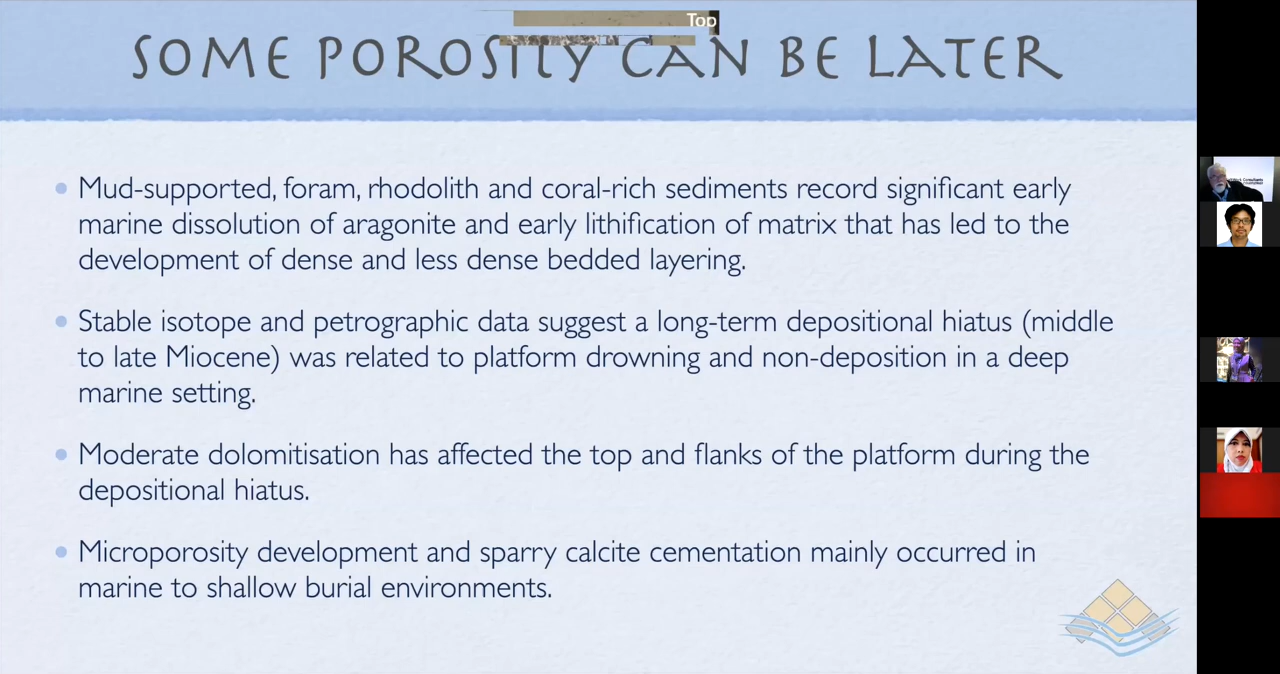 Top
SOME POROSITY CAN BE LATER
Mud-supported, foram, rhodolith and coral-rich sediments record significant early
marine dissolution of aragonite and early lithification of matrix that has led to the
development of dense and less dense bedded layering.
Stable isotope and petrographic data suggest a long-term depositional hiatus (middle
to late Miocene) was related to platform drowning and non-deposition in a deep
marine setting.
Moderate dolomitisation has affected the top and flanks of the platform during the
depositional hiatus.
Microporosity development and sparry calcite cementation mainly occurred in
marine to shallow burial environments.